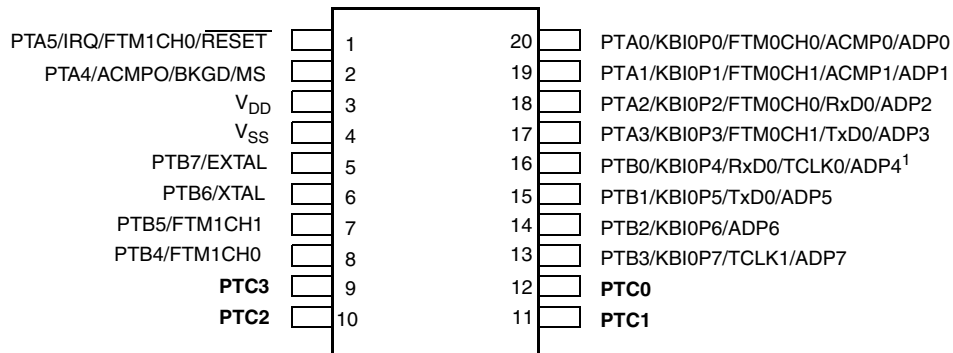 PTA5/IRQ/FTM1CH0/RESET 1 20 PTA0/KBI0P0/FTM0CH0/ACMP0/ADP0
PTA4/ACMPO/BKGD/MS 2 19 PTA1/KBI0P1/FTM0CH1/ACMP1/ADP1
VDD 3 18 PTA2/KBI0P2/FTM0CH0/RxD0/ADP2
VSS 4 17 PTA3/KBI0P3/FTM0CH1/TxD0/ADP3
PTB7/EXTAL 5 16 PTB0/KBI0P4/RxD0/TCLK0/ADP4¹
PTB6/XTAL 6 15 PTB1/KBI0P5/TxD0/ADP5
PTB5/FTM1CH1 7 14 PTB2/KBI0P6/ADP6
PTB4/FTM1CH0 8 13 PTB3/KBI0P7/TCLK1/ADP7
PTC3 9 12 PTC0
PTC2 10 11 PTC1